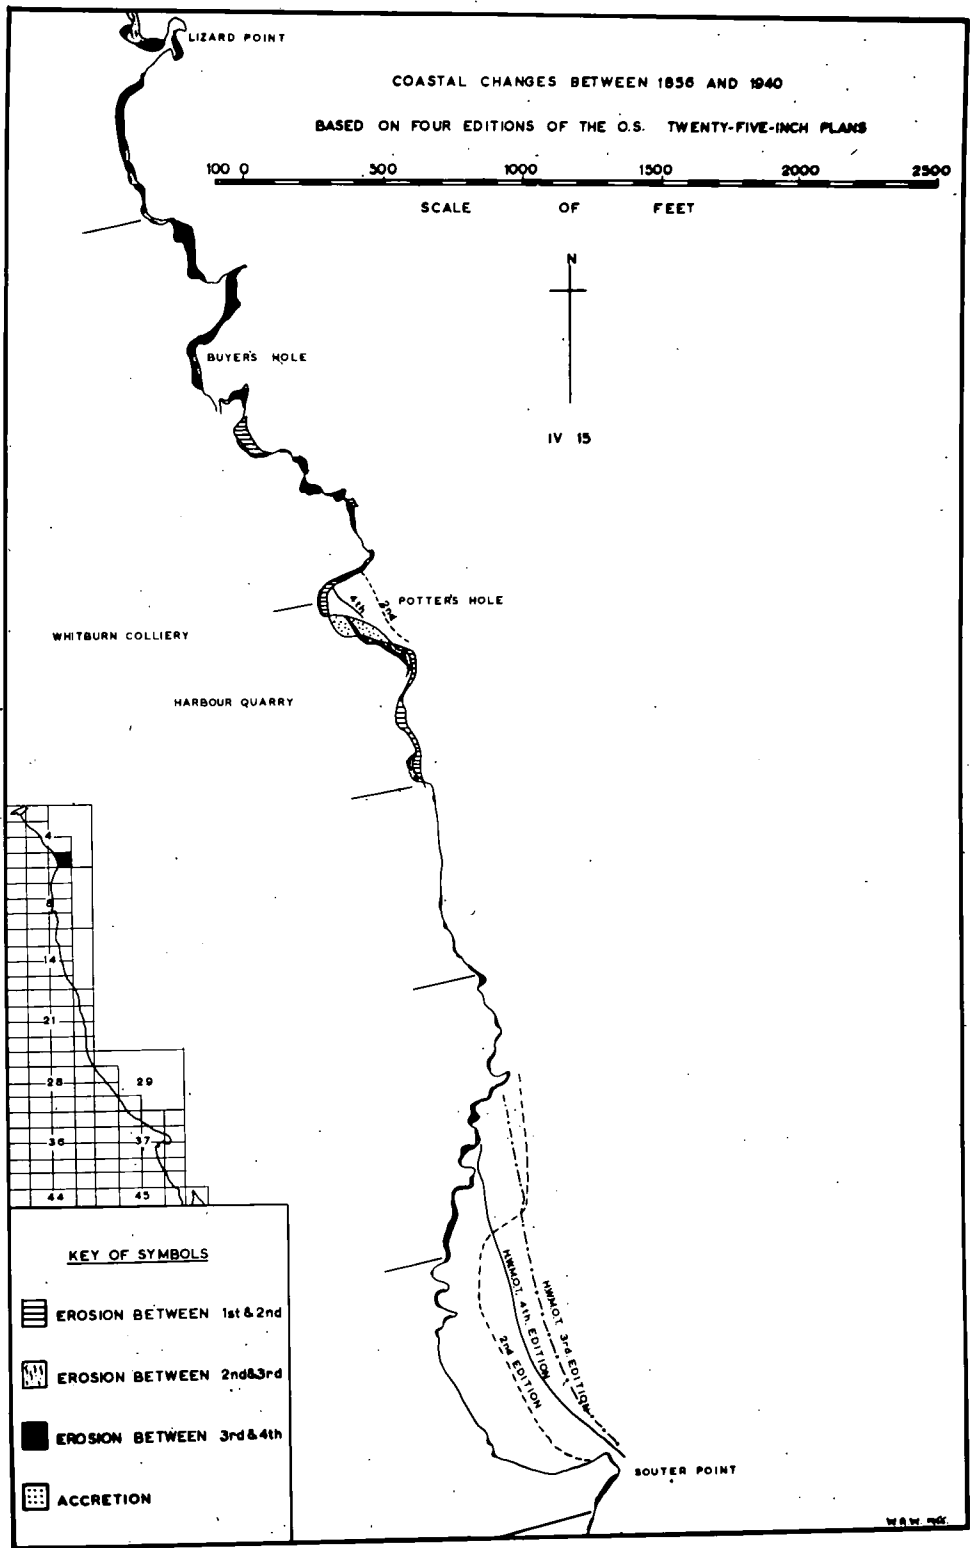 LIZARD POINT
COASTAL CHANGES BETWEEN 1856 AND 1940
BASED ON FOUR EDITIONS OF THE O.S. TWENTY-FIVE-INCH PLANS
100 0 500 1000 1500 2000 2500
SCALE OF FEET
N
IV 15
BUYER'S HOLE
4th
2nd
POTTER'S HOLE
WHITBURN COLLIERY
HARBOUR QUARRY
4
8
14
21
28 29
36 37
44 45
H.W.M.O.T. 4th. EDITION
H.W.M.O.T. 3rd. EDITION
2nd EDITION
SOUTER POINT
KEY OF SYMBOLS
EROSION BETWEEN 1st & 2nd
EROSION BETWEEN 2nd & 3rd
EROSION BETWEEN 3rd & 4th
ACCRETION
W.A.W.